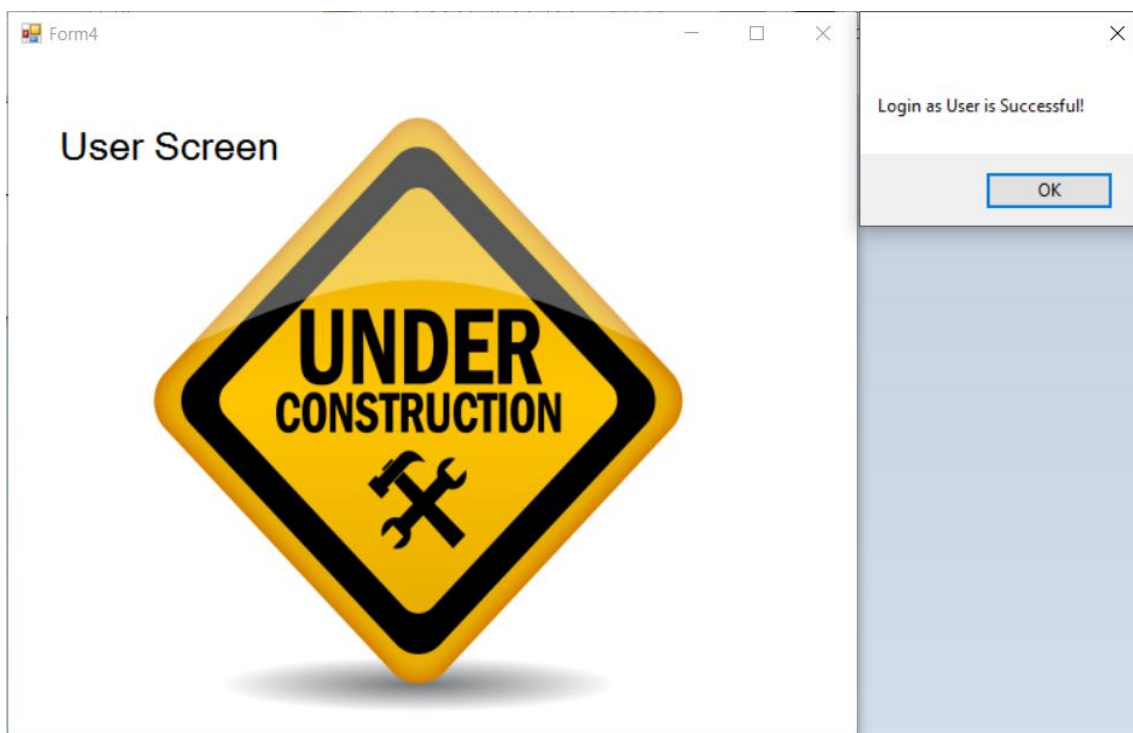 Form4
User Screen
UNDER
CONSTRUCTION
Login as User is Successful!
OK